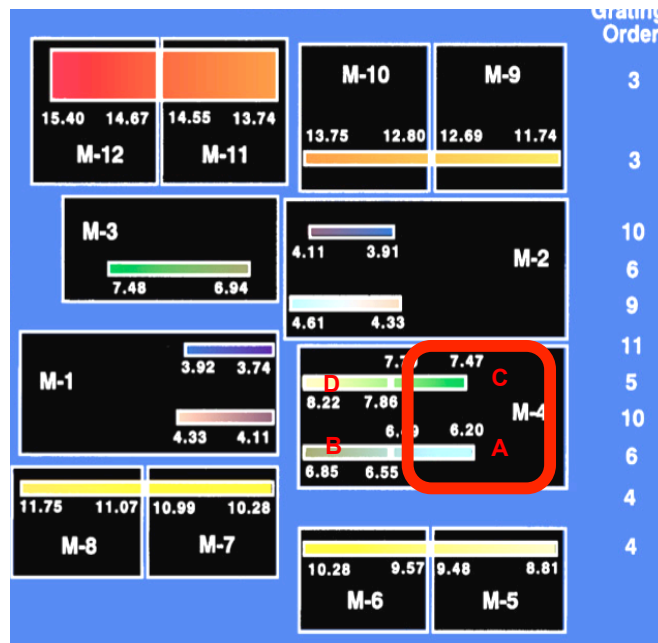 Grating
Order
M-10 M-9 3
15.40 14.67 14.55 13.74
M-12 M-11
13.75 12.80 12.69 11.74
3
M-3
4.11 3.91
10
M-2
6
7.48 6.94
9
4.61 4.33
11
3.92 3.74
7.47
M-1
D
C
5
8.22 7.86
M-4
4.33 4.11
10
6.20
B
A
6
6.85 6.55
4
11.75 11.07 10.99 10.28
M-8 M-7
4
10.28 9.57 9.48 8.81
M-6 M-5